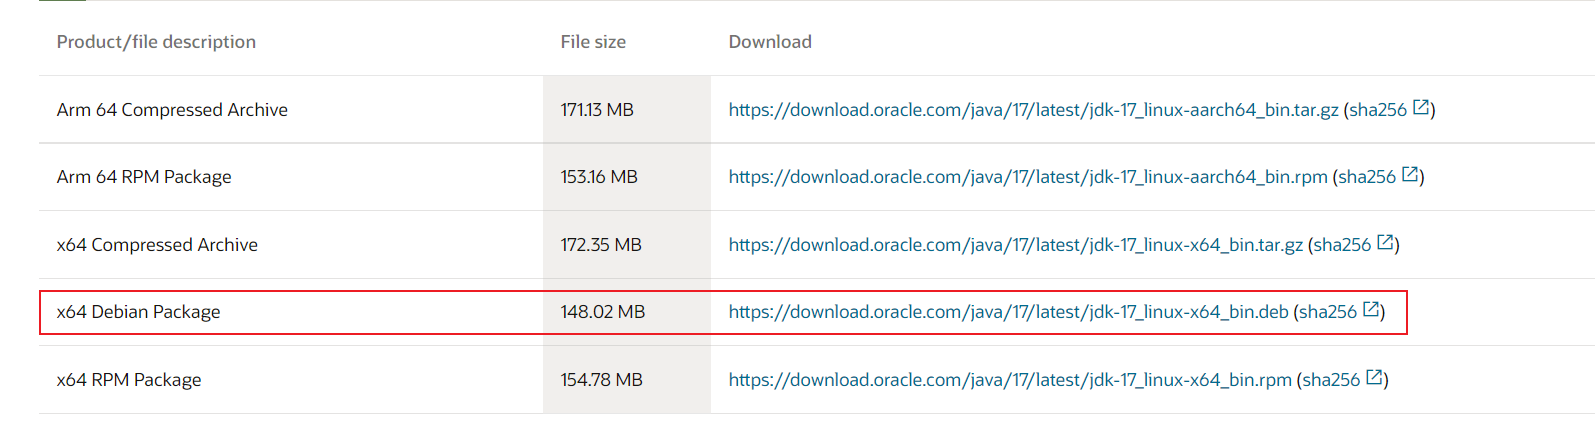 Product/file description File size Download
Arm 64 Compressed Archive 171.13 MB https://download.oracle.com/java/17/latest/jdk-17_linux-aarch64_bin.tar.gz (sha256)
Arm 64 RPM Package 153.16 MB https://download.oracle.com/java/17/latest/jdk-17_linux-aarch64_bin.rpm (sha256)
x64 Compressed Archive 172.35 MB https://download.oracle.com/java/17/latest/jdk-17_linux-x64_bin.tar.gz (sha256)
x64 Debian Package 148.02 MB https://download.oracle.com/java/17/latest/jdk-17_linux-x64_bin.deb (sha256)
x64 RPM Package 154.78 MB https://download.oracle.com/java/17/latest/jdk-17_linux-x64_bin.rpm (sha256)